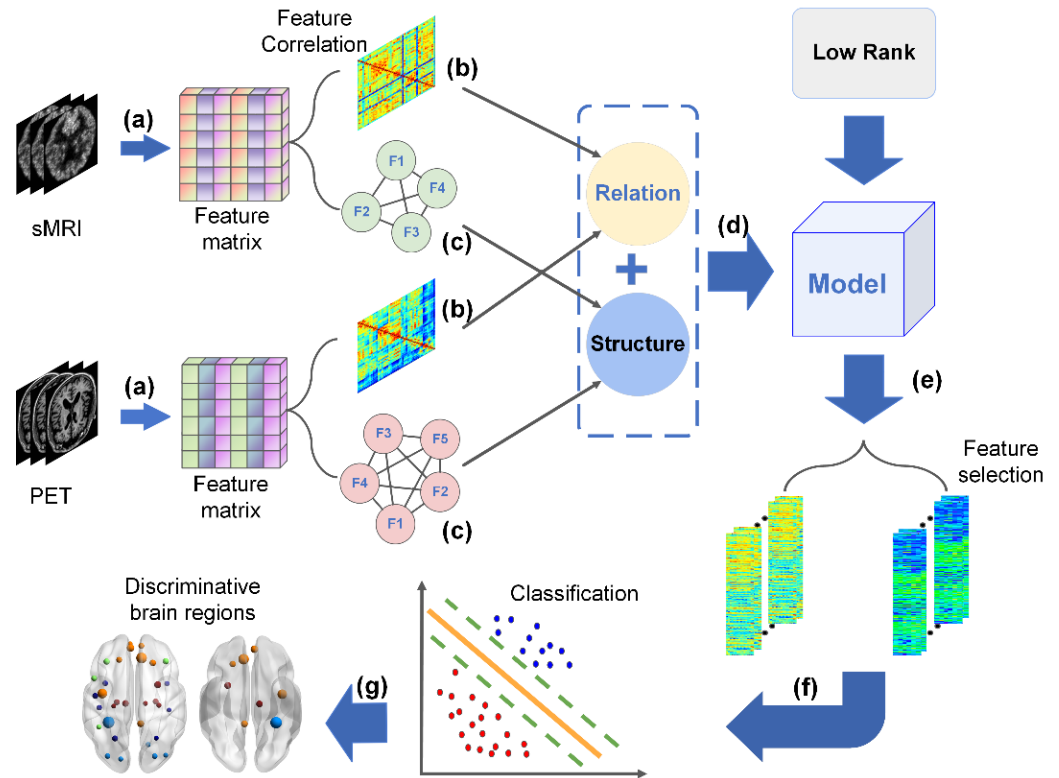 Feature
Correlation
(b)
Low Rank
(a)
sMRI
Feature
matrix
F1
F4
F2
F3
(c)
Relation
+
Structure
(d)
Model
(a)
PET
Feature
matrix
(b)
F3
F5
F4
F2
F1
(c)
(e)
Feature
selection
(f)
Classification
(g)
Discriminative
brain regions